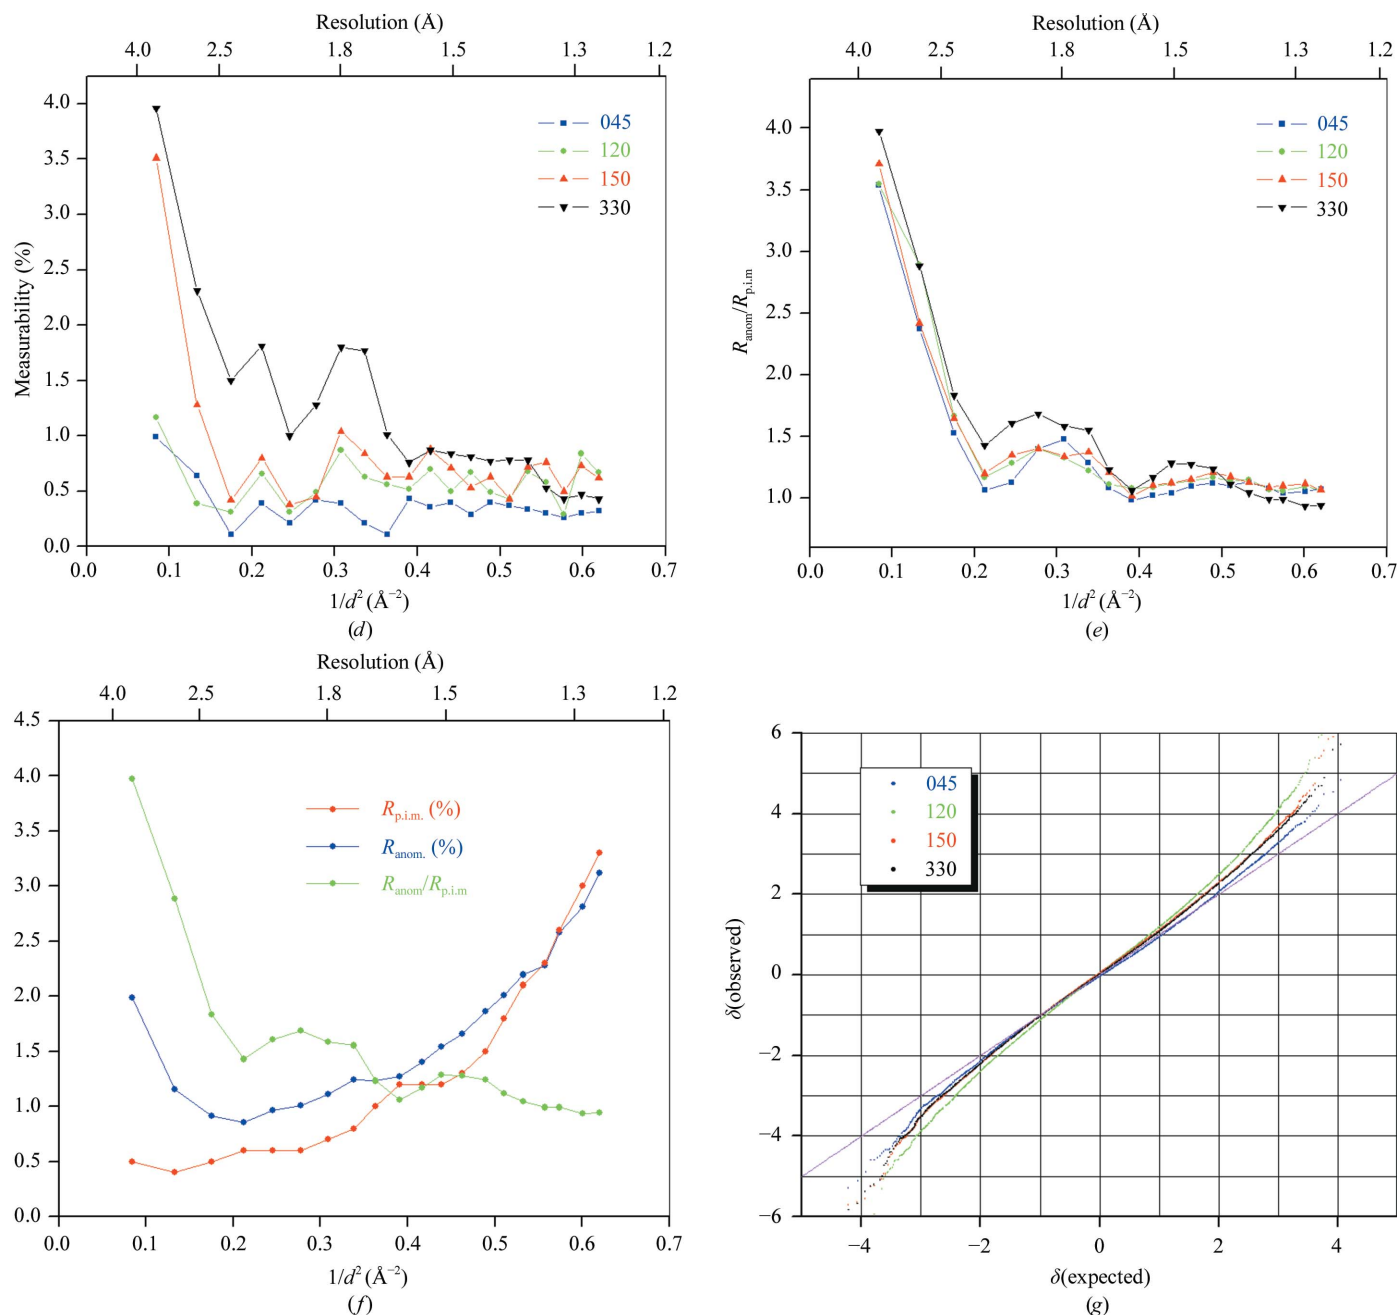 Resolution (Å)
4.0 2.5 1.8 1.5 1.3 1.2
4.0
3.5
3.0
2.5
2.0
1.5
1.0
0.5
0.0
Measurability (%)
045
120
150
330
0.0 0.1 0.2 0.3 0.4 0.5 0.6 0.7
1/d² (Å⁻²)
(d)
Resolution (Å)
4.0 2.5 1.8 1.5 1.3 1.2
4.0
3.5
3.0
2.5
2.0
1.5
1.0
Ranom/Rp.i.m
045
120
150
330
0.0 0.1 0.2 0.3 0.4 0.5 0.6 0.7
1/d² (Å⁻²)
(e)
Resolution (Å)
4.0 2.5 1.8 1.5 1.3 1.2
4.5
4.0
3.5
3.0
2.5
2.0
1.5
1.0
0.5
0.0
Rp.i.m. (%)
Ranom. (%)
Ranom/Rp.i.m
0.0 0.1 0.2 0.3 0.4 0.5 0.6 0.7
1/d² (Å⁻²)
(f)
6
4
2
0
−2
−4
−6
δ(observed)
045
120
150
330
−4 −2 0 2 4
δ(expected)
(g)